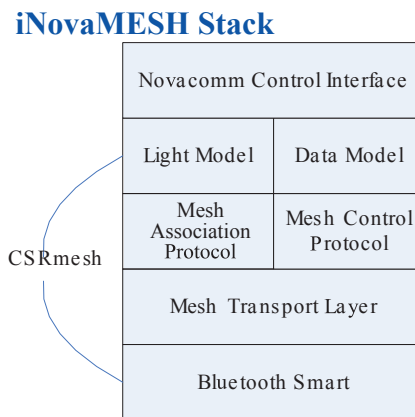 iNovaMESH Stack
Novacomm Control Interface
Light Model
Data Model
Mesh
Association
Protocol
Mesh Control
Protocol
CSRmesh
Mesh Transport Layer
Bluetooth Smart